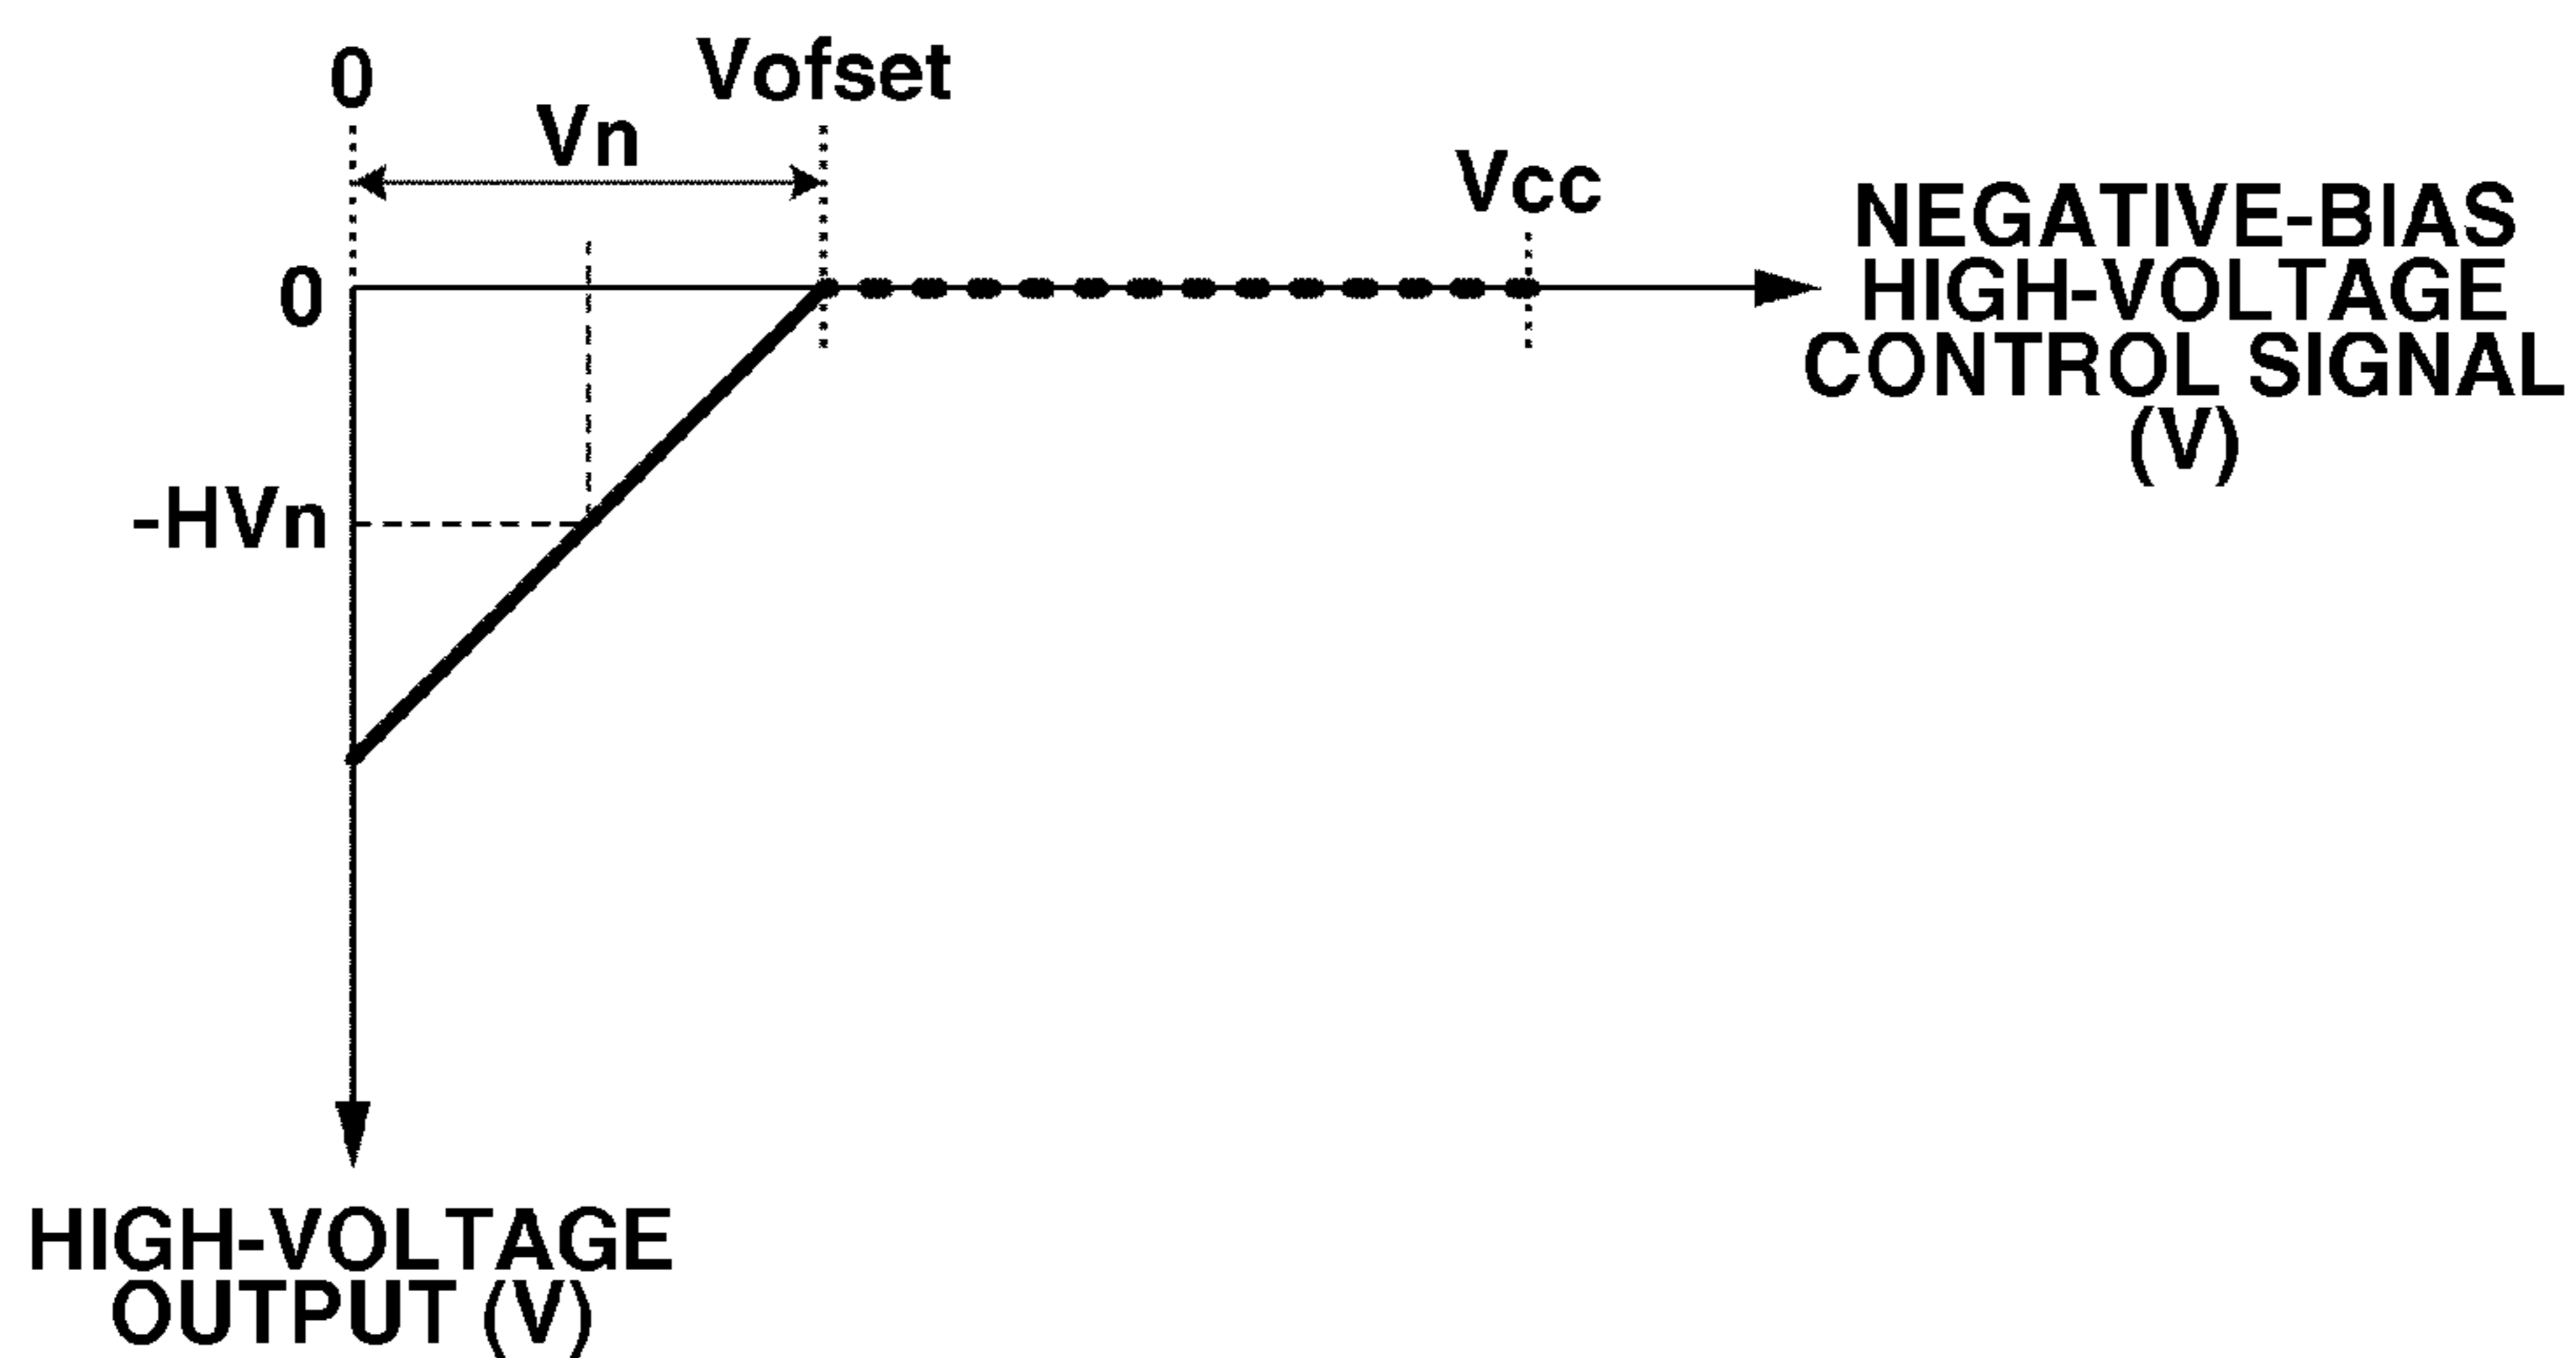 0
Vofset
Vn
Vcc
0
NEGATIVE-BIAS
HIGH-VOLTAGE
CONTROL SIGNAL
(V)
-HVn
HIGH-VOLTAGE
OUTPUT (V)